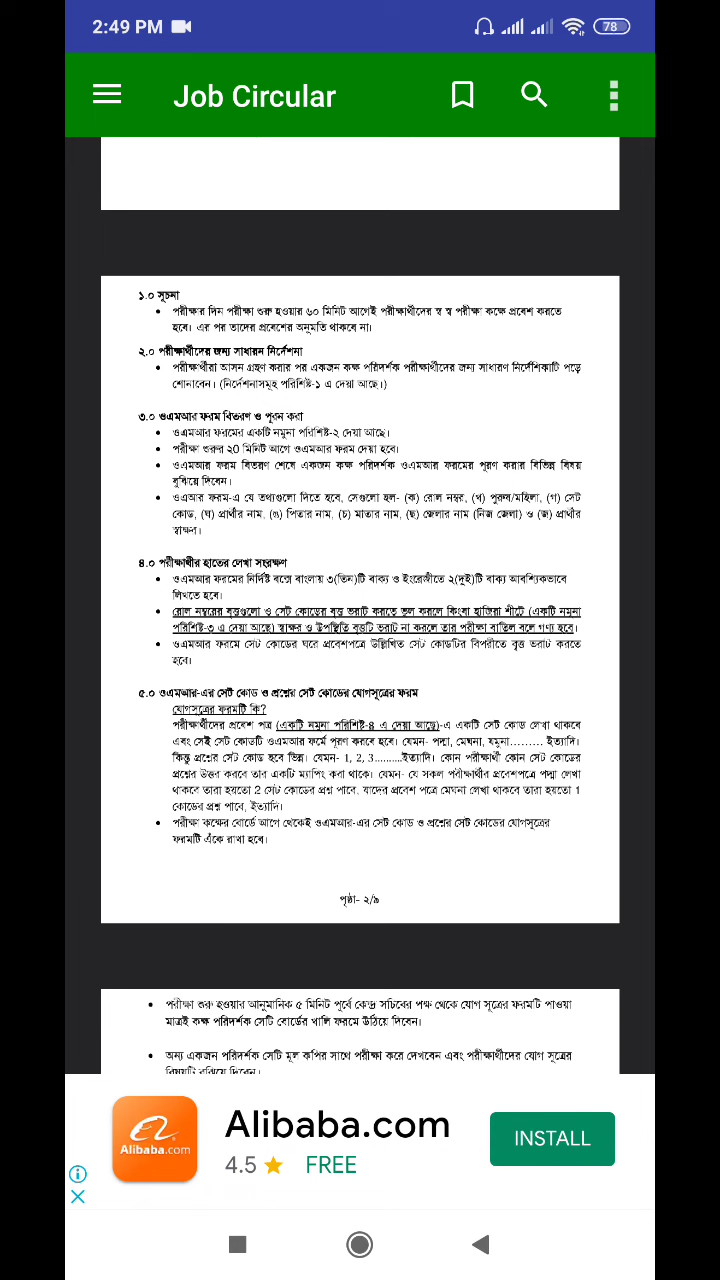 2:49 PM
78
Job Circular
১.০ সূচনা
• পরীক্ষার দিন পরীক্ষা শুরু হওয়ার ৬০ মিনিট আগেই পরীক্ষার্থীদের স্ব স্ব পরীক্ষা কক্ষে প্রবেশ করতে
হবে। এর পর তাদের প্রবেশের অনুমতি থাকবে না।
২.০ পরীক্ষার্থীদের জন্য সাধারন নির্দেশনা
• পরীক্ষার্থীরা আসন গ্রহণ করার পর একজন কক্ষ পরিদর্শক পরীক্ষার্থীদের জন্য সাধারণ নির্দেশিকাটি পড়ে
শোনাবেন। (নির্দেশনাসমূহ পরিশিষ্ট-১ এ দেয়া আছে।)
৩.০ ওএমআর ফরম বিতরণ ও পূরন করা
• ওএমআর ফরমের একটি নমুনা পরিশিষ্ট-২ দেয়া আছে।
• পরীক্ষা শুরুর ২0 মিনিট আগে ওএমআর ফরম দেয়া হবে।
• ওএমআর ফরম বিতরণ শেষে একজন কক্ষ পরিদর্শক ওএমআর ফরমের পূরণ করার বিভিন্ন বিষয়
বুঝিয়ে দিবেন।
• ওএআর ফরম-এ যে তথ্যগুলো দিতে হবে, সেগুলো হল- (ক) রোল নম্বর, (খ) পুরুষ/মহিলা, (গ) সেট
কোড, (ঘ) প্রার্থীর নাম, (ঙ) পিতার নাম, (চ) মাতার নাম, (ছ) জেলার নাম (নিজ জেলা) ও (জ) প্রার্থীর
স্বাক্ষর।
৪.০ পরীক্ষার্থীর হাতের লেখা সংরক্ষণ
• ওএমআর ফরমের নির্দিষ্ট বক্সে বাংলায় ৩(তিন)টি বাক্য ও ইংরেজীতে ২(দুই)টি বাক্য আবশ্যিকভাবে
লিখতে হবে।
• রোল নম্বরের বৃত্তগুলো ও সেট কোডের বৃত্ত ভরাট করতে ভুল করলে কিংবা হাজিরা শীটে (একটি নমুনা
পরিশিষ্ট-৩ এ দেয়া আছে) স্বাক্ষর ও উপস্থিতি বৃত্তটি ভরাট না করলে তার পরীক্ষা বাতিল বলে গণ্য হবে।
• ওএমআর ফরমে সেট কোডের ঘরে প্রবেশপত্রে উল্লিখিত সেট কোডটির বিপরীতে বৃত্ত ভরাট করতে
হবে।
৫.০ ওএমআর-এর সেট কোড ও প্রশ্নের সেট কোডের যোগসূত্রের ফরম
যোগসূত্রের ফরমটি কি?
পরীক্ষার্থীদের প্রবেশ পত্র (একটি নমুনা পরিশিষ্ট-৪ এ দেয়া আছে)-এ একটি সেট কোড লেখা থাকবে
এবং সেই সেট কোডটি ওএমআর ফর্মে পূরণ করবে হবে। যেমন- পদ্মা, মেঘনা, যমুনা......... ইত্যাদি।
কিন্তু প্রশ্নের সেট কোড হবে ভিন্ন। যেমন- 1, 2, 3..........ইত্যাদি। কোন পরীক্ষার্থী কোন সেট কোডের
প্রশ্নের উত্তর করবে তার একটি ম্যাপিং করা থাকে। যেমন- যে সকল পরীক্ষার্থীর প্রবেশপত্রে পদ্মা লেখা
থাকবে তারা হয়তো 2 সেট কোডের প্রশ্ন পাবে, যাদের প্রবেশ পত্রে মেঘনা লেখা থাকবে তারা হয়তো 1
কোডের প্রশ্ন পাবে, ইত্যাদি।
• পরীক্ষা কক্ষের বোর্ডে আগে থেকেই ওএমআর-এর সেট কোড ও প্রশ্নের সেট কোডের যোগসূত্রের
ফরমটি এঁকে রাখা হবে।
পৃষ্ঠা- ২/৯
• পরীক্ষা শুরু হওয়ার আনুমানিক ৫ মিনিট পূর্বে কেন্দ্র সচিবের পক্ষ থেকে যোগ সূত্রের ফরমটি পাওয়া
মাত্রই কক্ষ পরিদর্শক সেটি বোর্ডের খালি ফরমে উঠিয়ে দিবেন।
• অন্য একজন পরিদর্শক সেটি মূল কপির সাথে পরীক্ষা করে দেখবেন এবং পরীক্ষার্থীদের যোগ সূত্রের
বিষয়টি বুঝিয়ে দিবেন।
Alibaba.com
Alibaba.com
4.5 ★ FREE
INSTALL